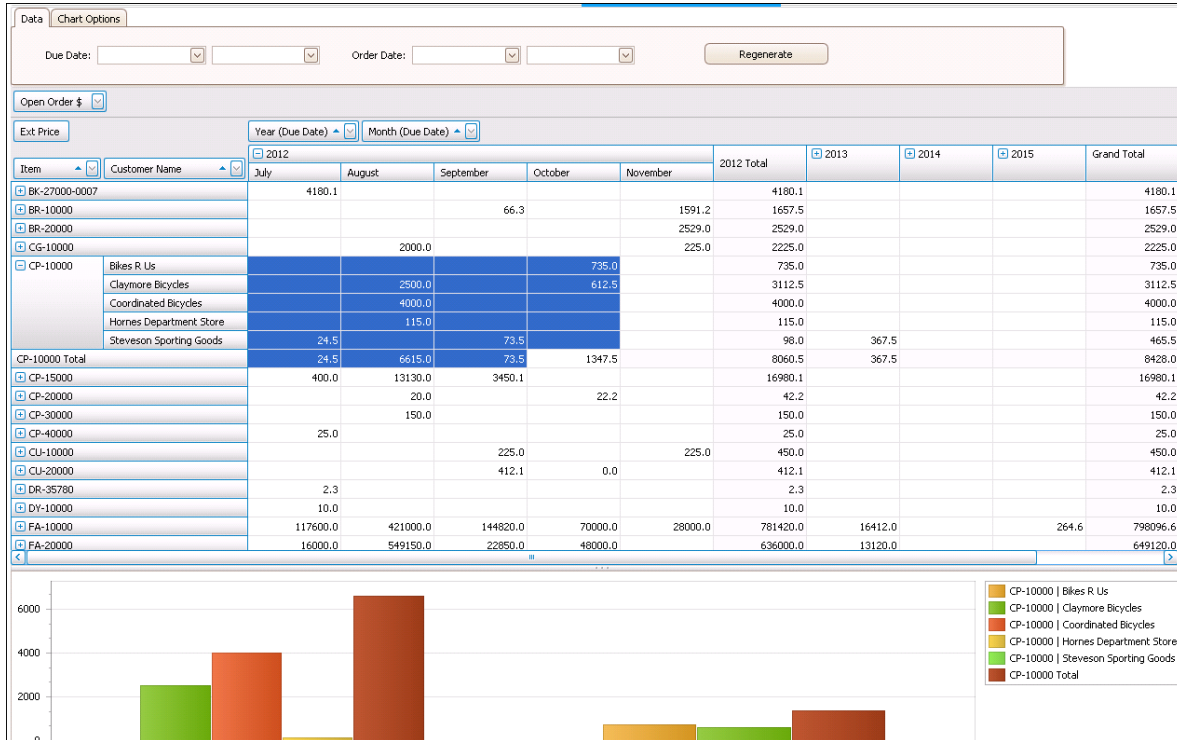 Data Chart Options
Due Date: Order Date: Regenerate
Open Order $
Ext Price Year (Due Date) Month (Due Date)
2012 2012 Total 2013 2014 2015 Grand Total
Item Customer Name July August September October November
BK-27000-0007 4180.1 4180.1 4180.1
BR-10000 66.3 1591.2 1657.5 1657.5
BR-20000 2529.0 2529.0 2529.0
CG-10000 2000.0 225.0 2225.0 2225.0
CP-10000 Bikes R Us 735.0 735.0 735.0
Claymore Bicycles 2500.0 612.5 3112.5 3112.5
Coordinated Bicycles 4000.0 4000.0 4000.0
Hornes Department Store 115.0 115.0 115.0
Steveson Sporting Goods 24.5 73.5 98.0 367.5 465.5
CP-10000 Total 24.5 6615.0 73.5 1347.5 8060.5 367.5 8428.0
CP-15000 400.0 13130.0 3450.1 16980.1 16980.1
CP-20000 20.0 22.2 42.2 42.2
CP-30000 150.0 150.0 150.0
CP-40000 25.0 25.0 25.0
CU-10000 225.0 225.0 450.0 450.0
CU-20000 412.1 0.0 412.1 412.1
DR-35780 2.3 2.3 2.3
DY-10000 10.0 10.0 10.0
FA-10000 117600.0 421000.0 144820.0 70000.0 28000.0 781420.0 16412.0 264.6 798096.6
FA-20000 16000.0 549150.0 22850.0 48000.0 636000.0 13120.0 649120.0
6000
4000
2000
0
CP-10000 | Bikes R Us
CP-10000 | Claymore Bicycles
CP-10000 | Coordinated Bicycles
CP-10000 | Hornes Department Store
CP-10000 | Steveson Sporting Goods
CP-10000 Total